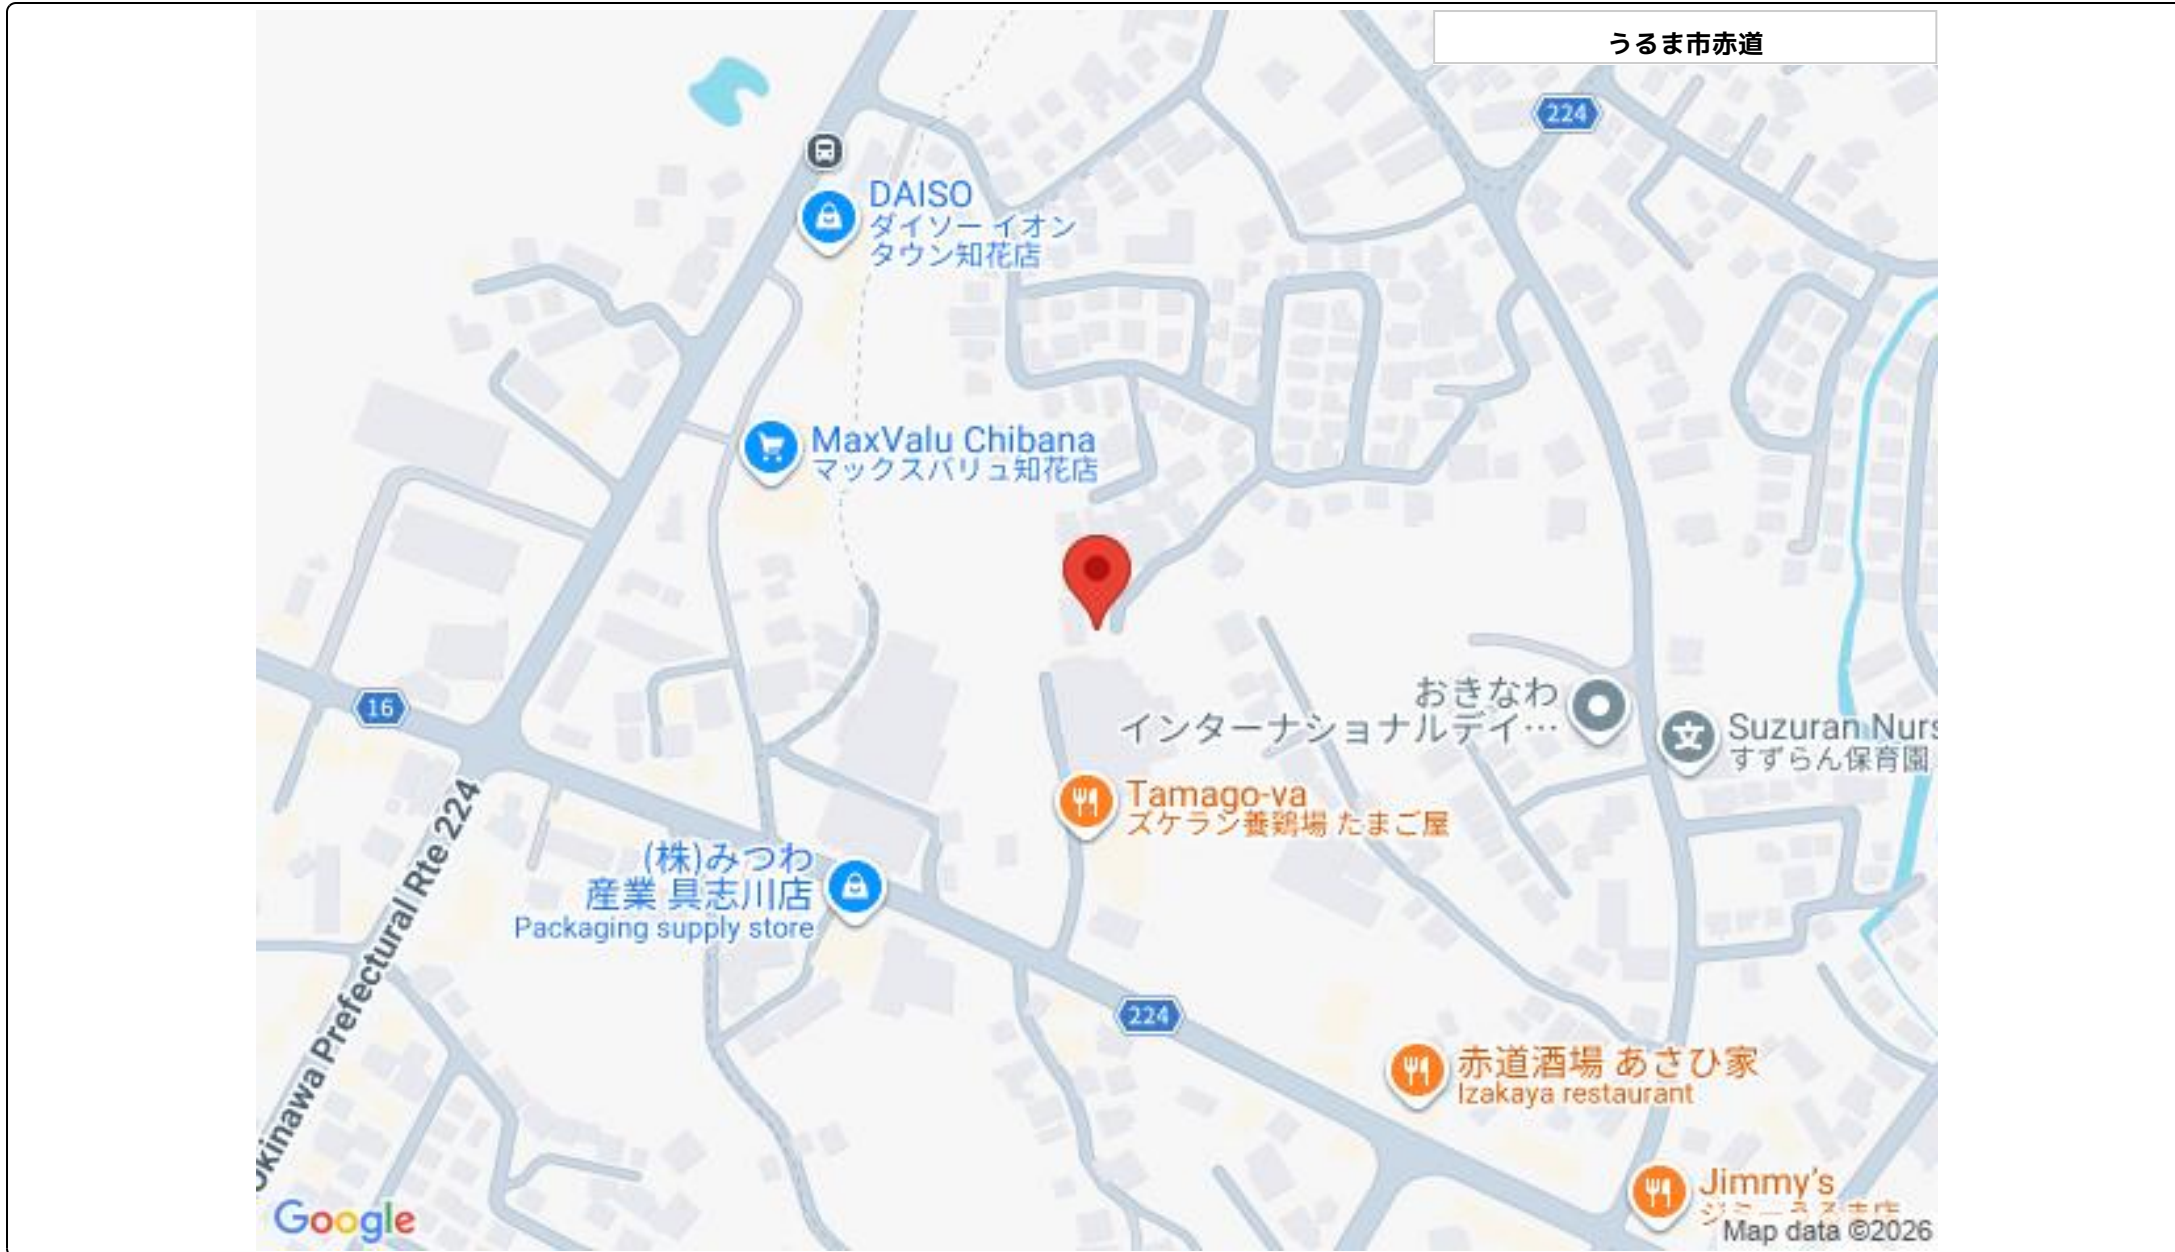 うるま市赤道
224
DAISO
ダイソー イオン
タウン知花店
MaxValu Chibana
マックスバリュ知花店
16
おきなわ
インターナショナルデイ…
Suzuran Nurs
すずらん保育園
Tamago-ya
ズケラン養鶏場 たまご屋
(株)みつわ
産業 具志川店
Packaging supply store
Okinawa Prefectural Rte 224
224
赤道酒場 あさひ家
Izakaya restaurant
Jimmy's
Google
Map data ©2026